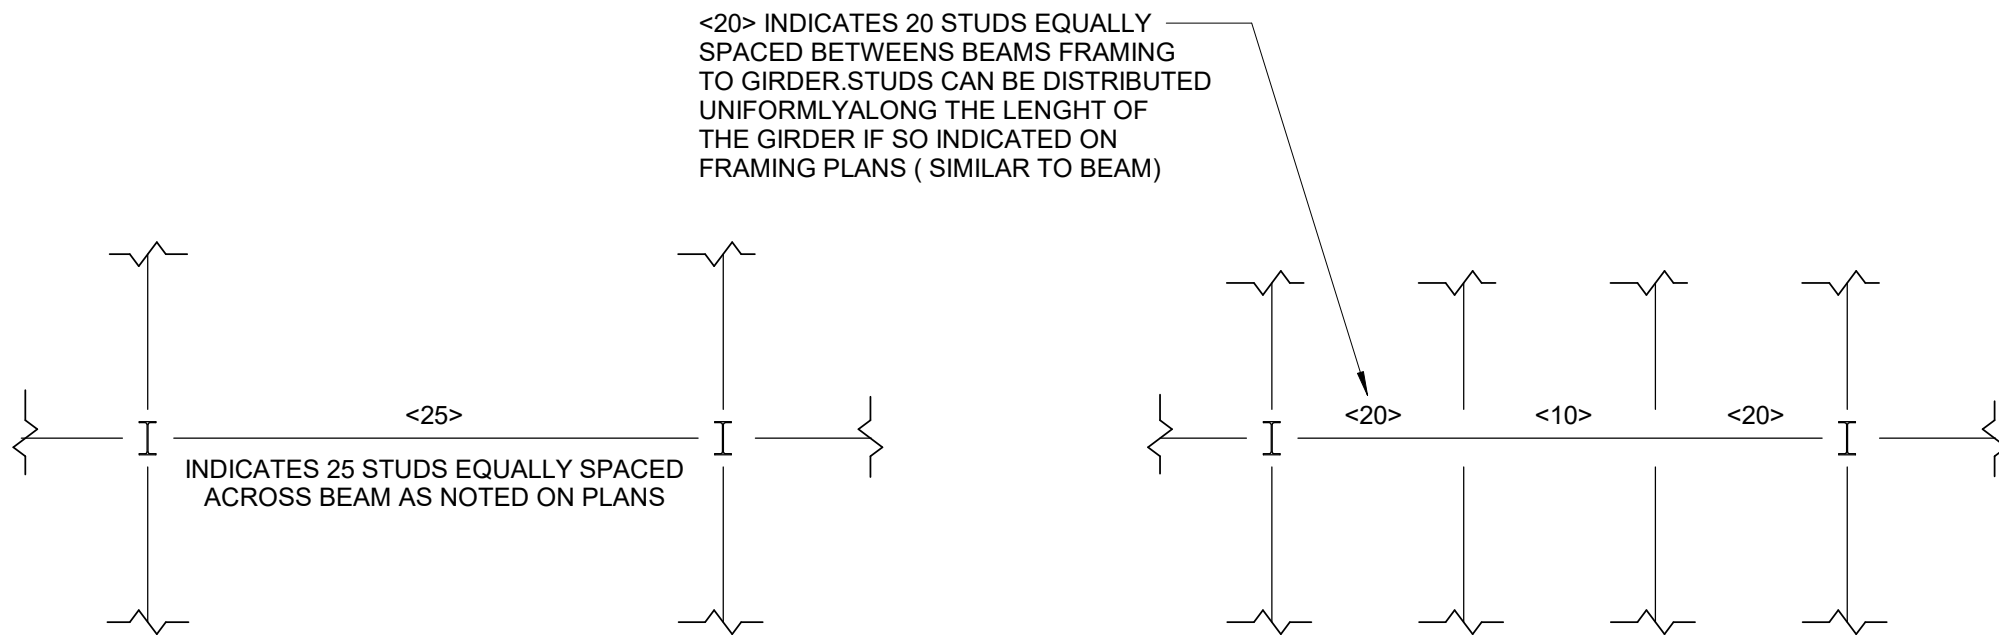 <20> INDICATES 20 STUDS EQUALLY
SPACED BETWEENS BEAMS FRAMING
TO GIRDER.STUDS CAN BE DISTRIBUTED
UNIFORMLYALONG THE LENGHT OF
THE GIRDER IF SO INDICATED ON
FRAMING PLANS ( SIMILAR TO BEAM)
<25>
INDICATES 25 STUDS EQUALLY SPACED
ACROSS BEAM AS NOTED ON PLANS
<20>
<10>
<20>